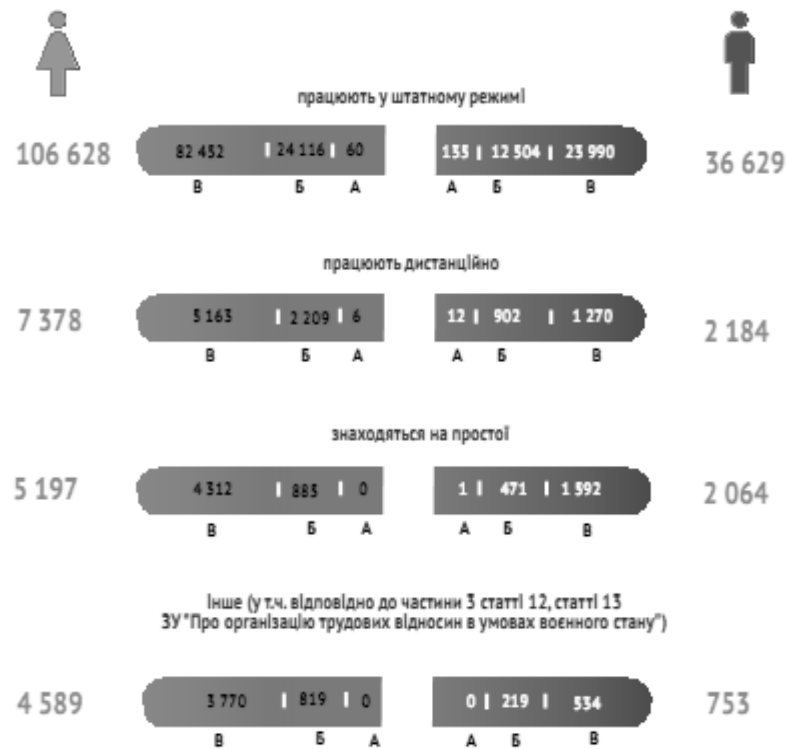 працюють у штатному режимі
106 628
82 452 24 116 60
135 12 504 23 990
36 629
В Б А
А Б В
працюють дистанційно
7 378
5 163 2 209 6
12 902 1 270
2 184
В Б А
А Б В
знаходяться на простої
5 197
4 312 885 0
1 471 1 592
2 064
В Б А
А Б В
Інше (у т.ч. відповідно до частини 3 статті 12, статті 13
ЗУ "Про організацію трудових відносин в умовах воєнного стану")
4 589
3 770 819 0
0 219 534
753
В Б А
А Б В